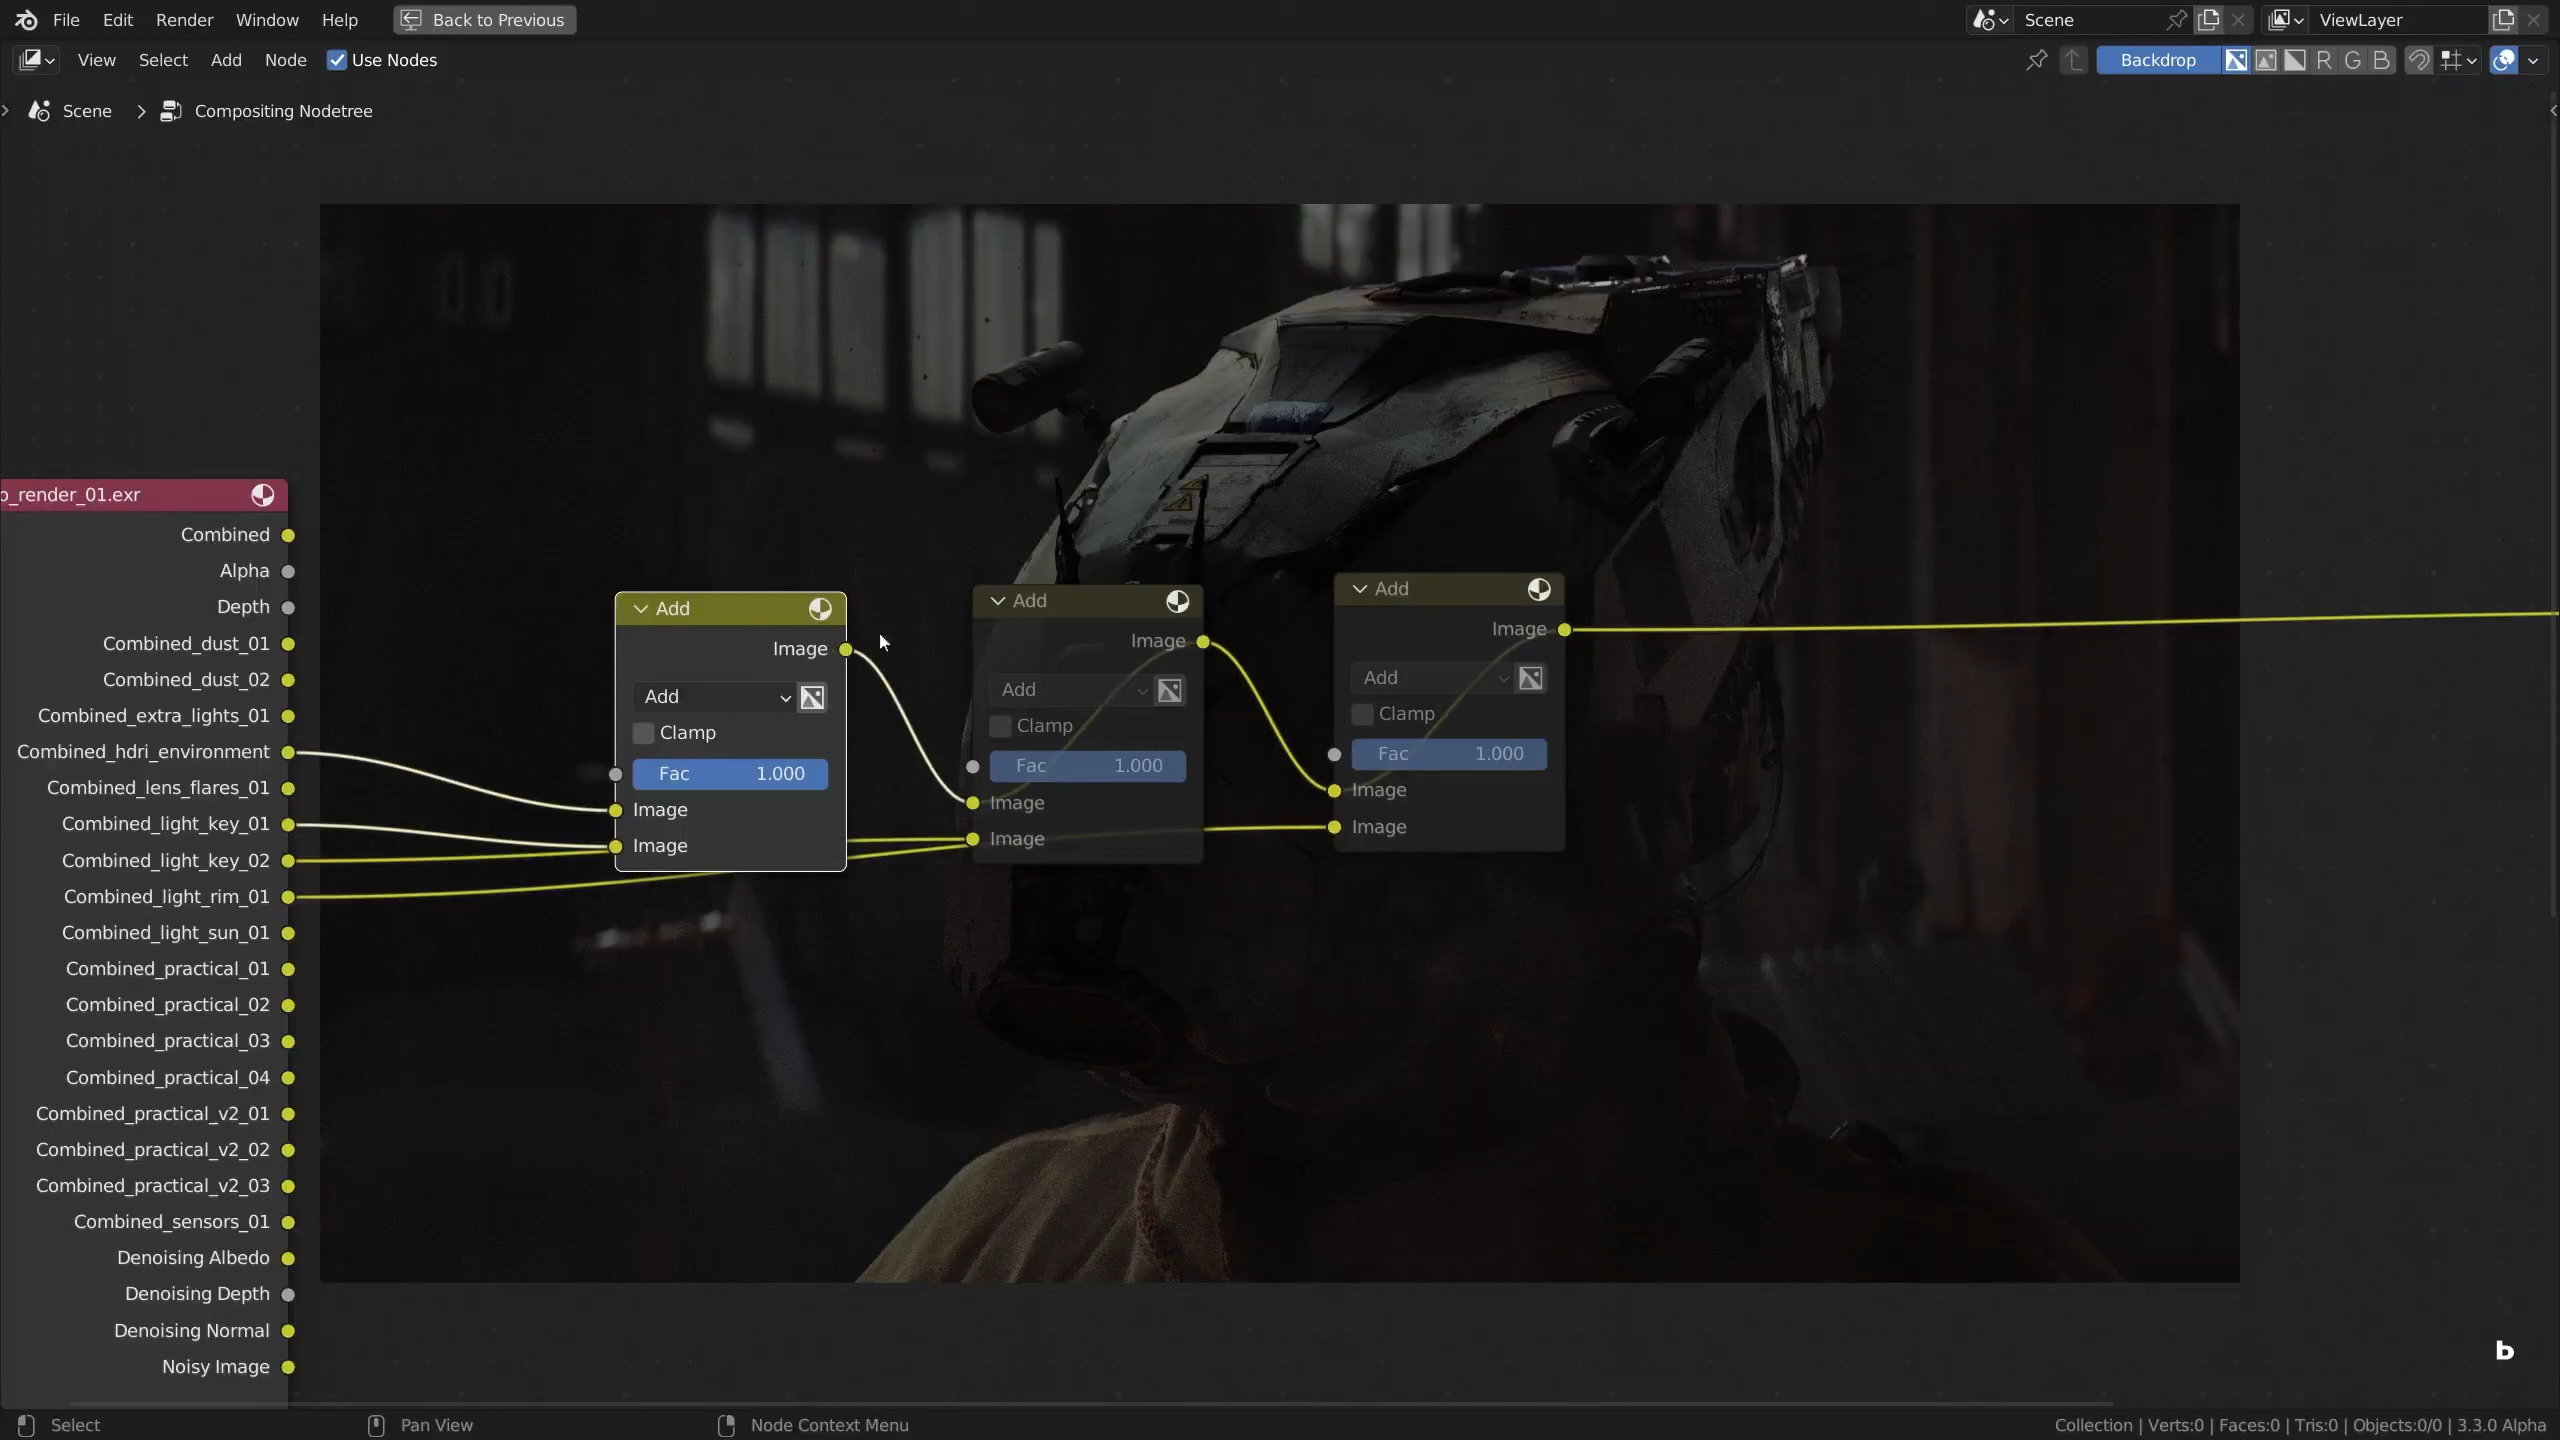 File Edit Render Window Help Back to Previous Scene ViewLayer
View Select Add Node Use Nodes Backdrop R G B
Scene Compositing Nodetree
o_render_01.exr
Combined
Alpha
Depth
Combined_dust_01
Combined_dust_02
Combined_extra_lights_01
Combined_hdri_environment
Combined_lens_flares_01
Combined_light_key_01
Combined_light_key_02
Combined_light_rim_01
Combined_light_sun_01
Combined_practical_01
Combined_practical_02
Combined_practical_03
Combined_practical_04
Combined_practical_v2_01
Combined_practical_v2_02
Combined_practical_v2_03
Combined_sensors_01
Denoising Albedo
Denoising Depth
Denoising Normal
Noisy Image
Add
Image
Add
Clamp
Fac 1.000
Image
Image
Add
Image
Add
Clamp
Fac 1.000
Image
Image
Add
Image
Add
Clamp
Fac 1.000
Image
Image
Select Pan View Node Context Menu Collection | Verts:0 | Faces:0 | Tris:0 | Objects:0/0 | 3.3.0 Alpha